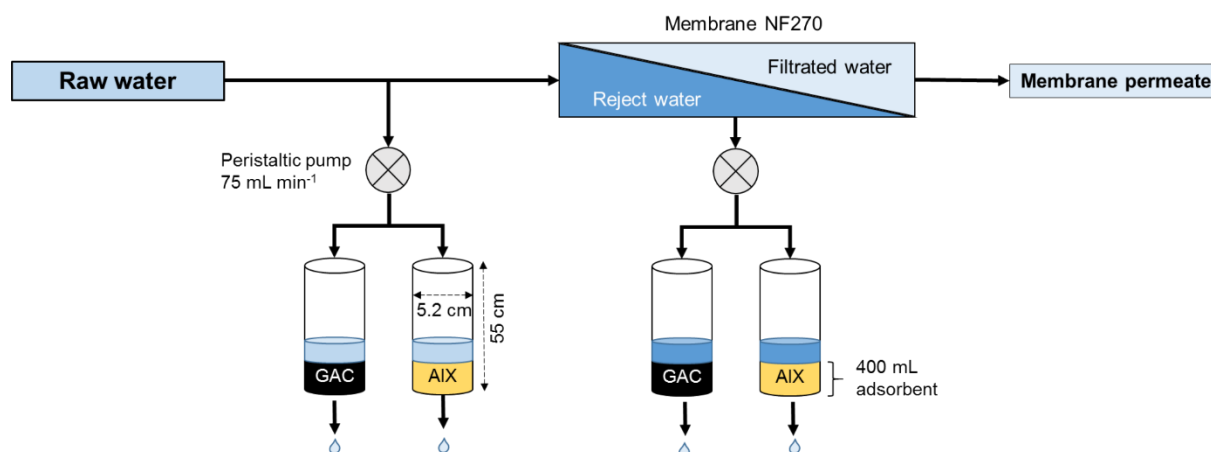 Membrane NF270
Raw water
Filtrated water
Reject water
Membrane permeate
Peristaltic pump
75 mL min-1
5.2 cm
55 cm
GAC
AIX
GAC
AIX
400 mL
adsorbent